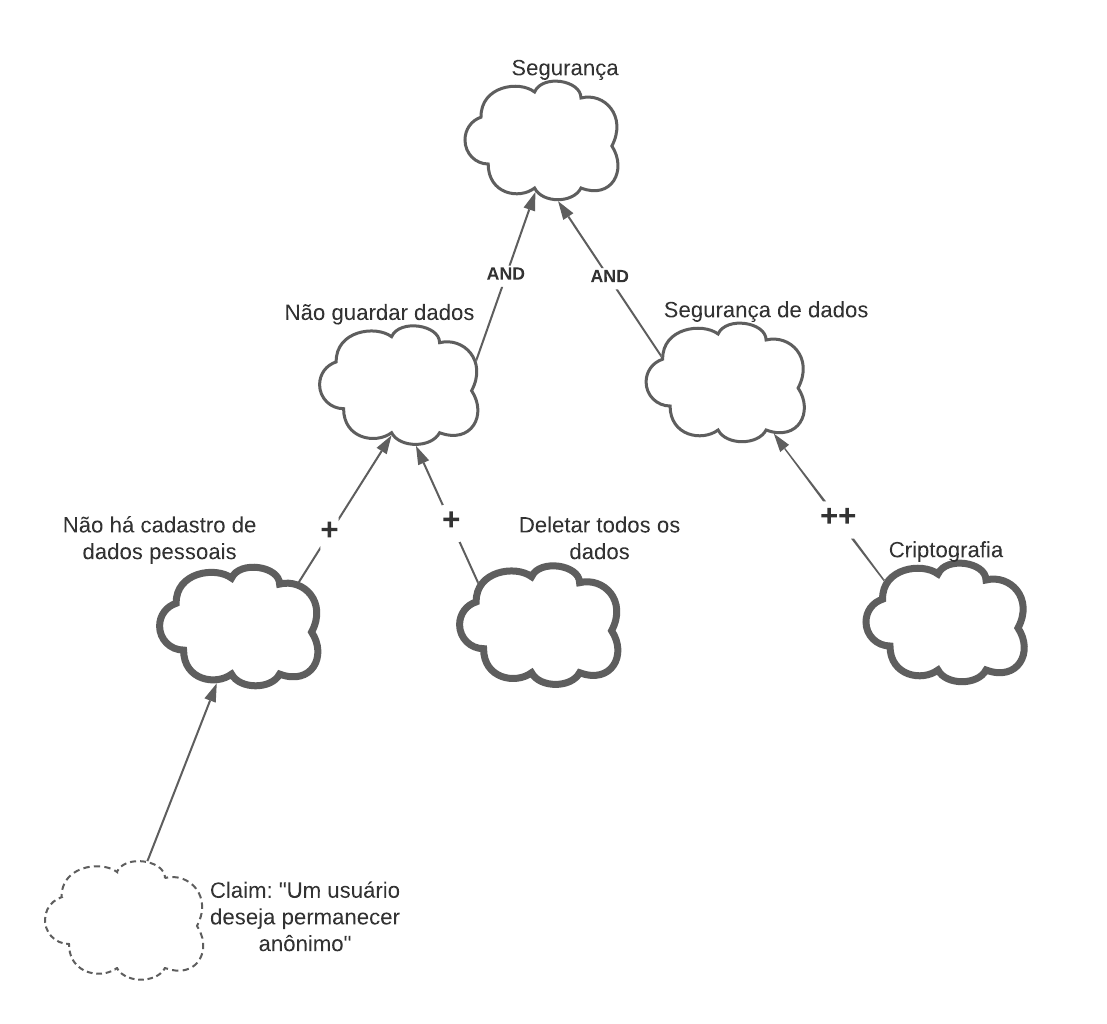 Segurança
AND
AND
Não guardar dados
Segurança de dados
+
+
++
Não há cadastro de
dados pessoais
Deletar todos os
dados
Criptografia
Claim: "Um usuário
deseja permanecer
anônimo"